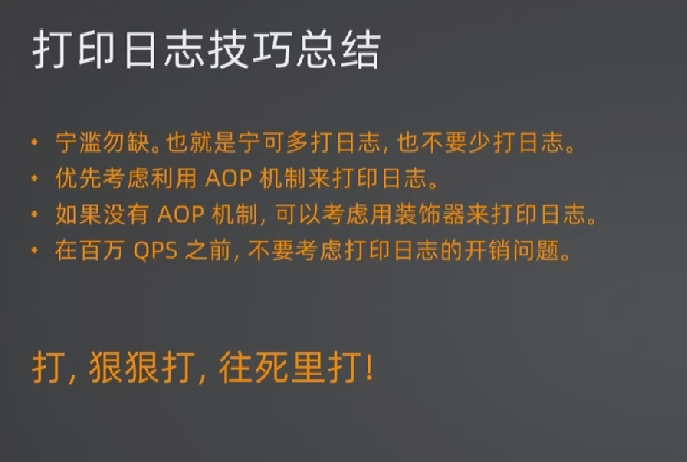 打印日志技巧总结
• 宁滥勿缺。也就是宁可多打日志, 也不要少打日志。
• 优先考虑利用 AOP 机制来打印日志。
• 如果没有 AOP 机制, 可以考虑用装饰器来打印日志。
• 在百万 QPS 之前, 不要考虑打印日志的开销问题。
打, 狠狠打, 往死里打!